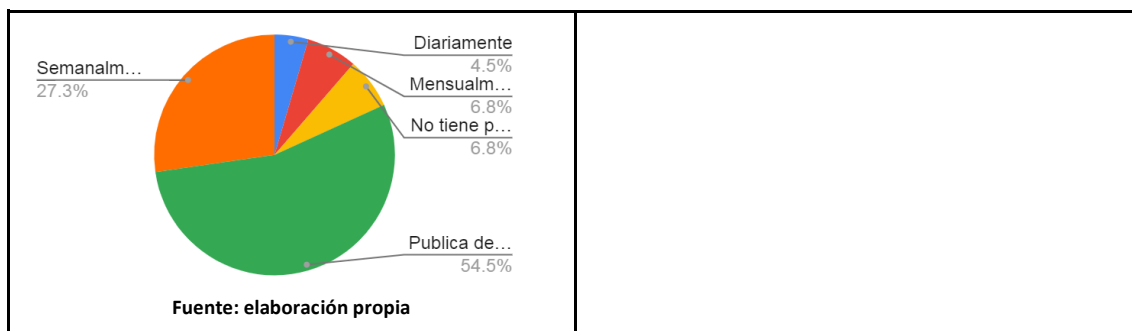 Diariamente
4.5%
Semanalm…
27.3%
Mensualm…
6.8%
No tiene p…
6.8%
Publica de…
54.5%
Fuente: elaboración propia